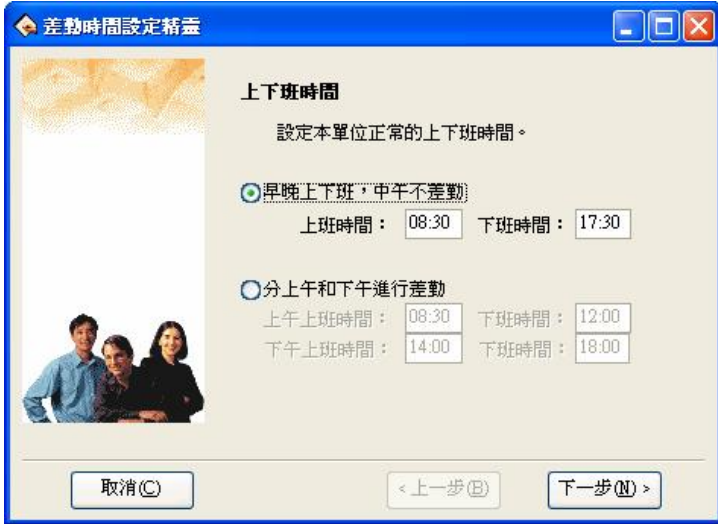 差勤時間設定精靈
上下班時間
設定本單位正常的上下班時間。
早晚上下班，中午不差勤
上班時間： 08:30 下班時間： 17:30
分上午和下午進行差勤
上午上班時間： 08:30 下班時間： 12:00
下午上班時間： 14:00 下班時間： 18:00
取消(C) <上一步(B) 下一步(N) >